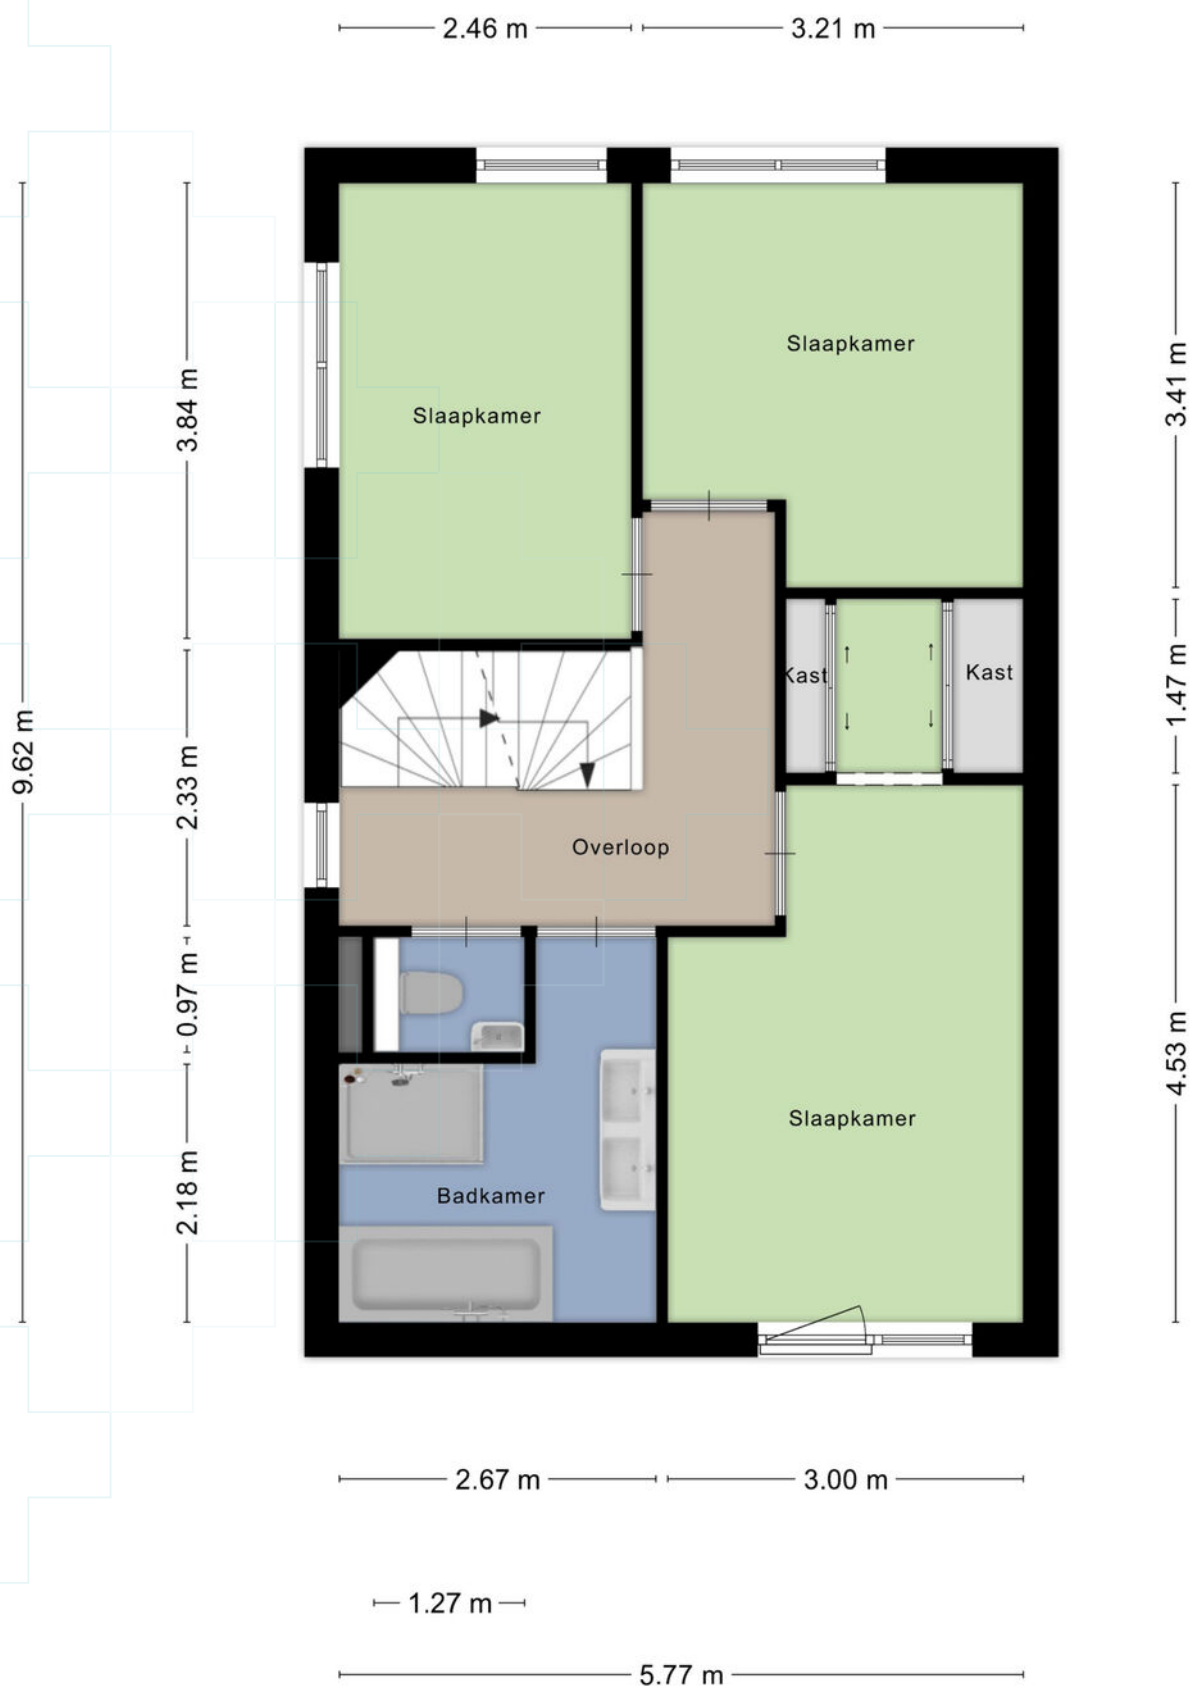 2.46 m
3.21 m
Slaapkamer
3.84 m
3.41 m
Slaapkamer
Kast
Kast
1.47 m
9.62 m
2.33 m
Overloop
0.97 m
4.53 m
Slaapkamer
2.18 m
Badkamer
2.67 m
3.00 m
1.27 m
5.77 m